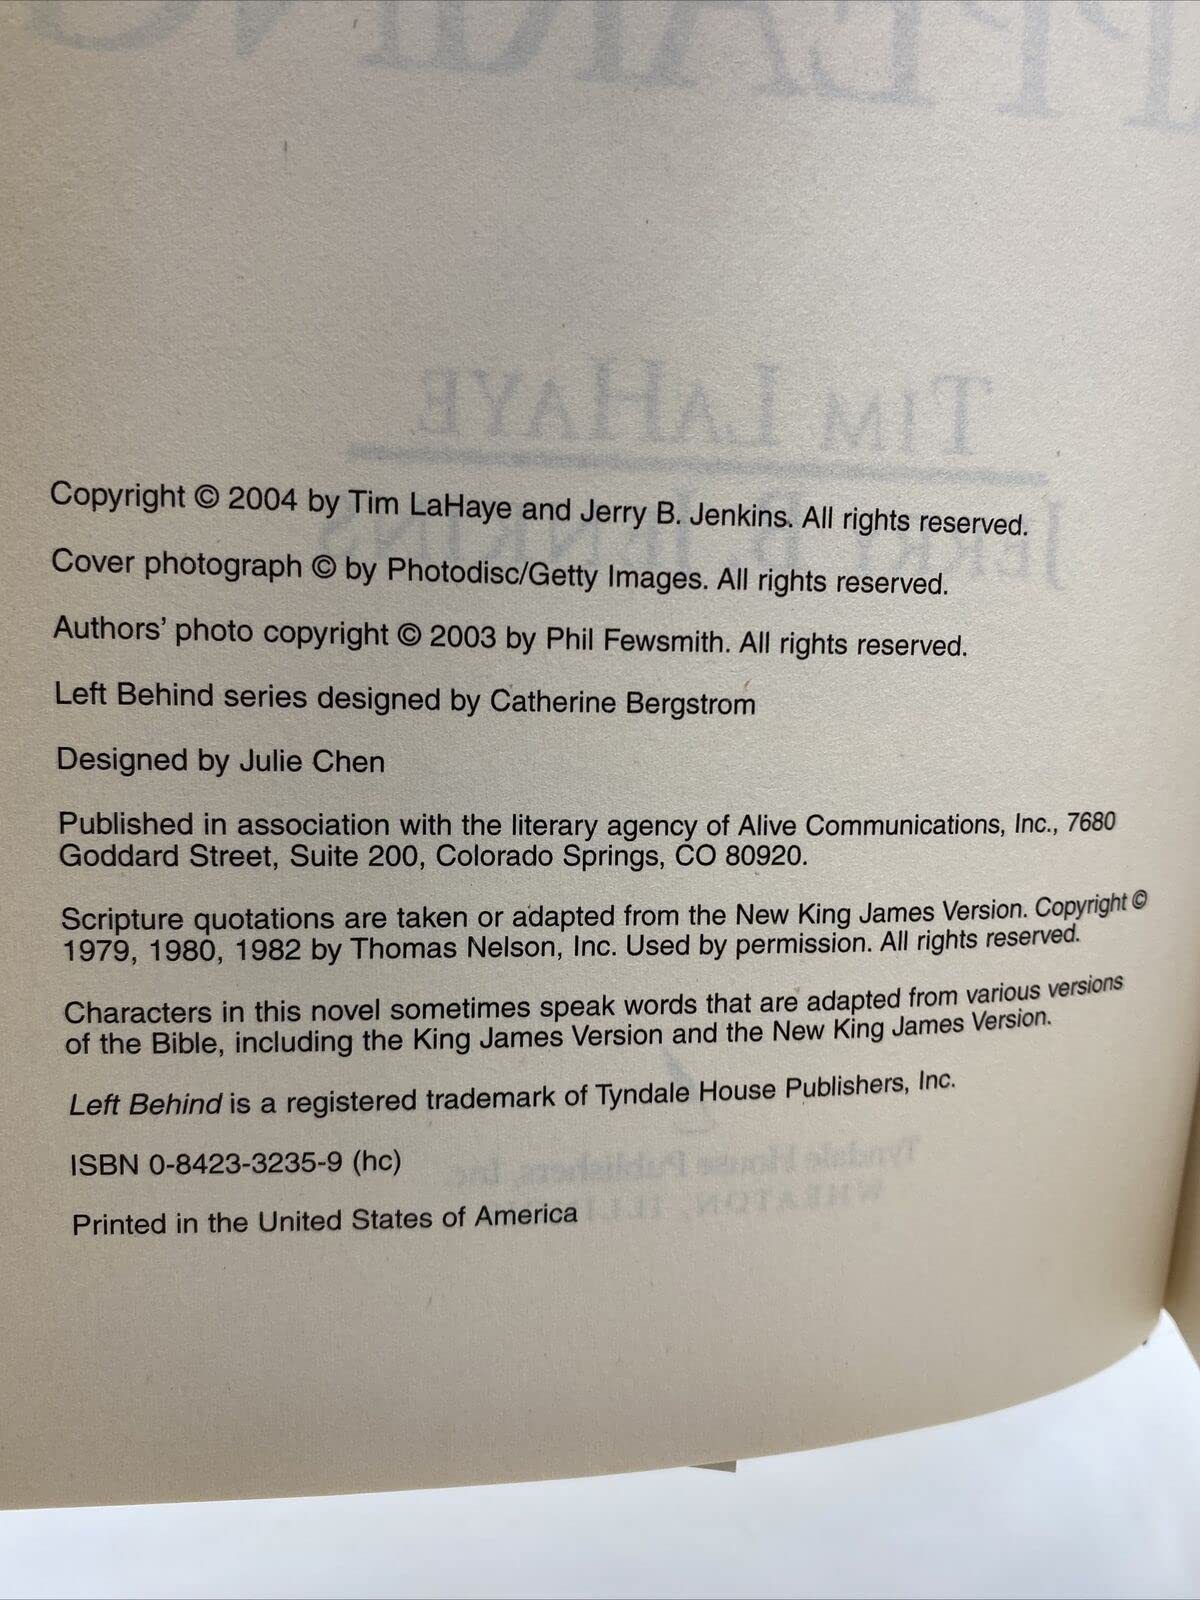 Copyright © 2004 by Tim LaHaye and Jerry B. Jenkins. All rights reserved.
Cover photograph © by Photodisc/Getty Images. All rights reserved.
Authors’ photo copyright © 2003 by Phil Fewsmith. All rights reserved.
Left Behind series designed by Catherine Bergstrom
Designed by Julie Chen
Published in association with the literary agency of Alive Communications, Inc., 7680
Goddard Street, Suite 200, Colorado Springs, CO 80920.
Scripture quotations are taken or adapted from the New King James Version. Copyright ©
1979, 1980, 1982 by Thomas Nelson, Inc. Used by permission. All rights reserved.
Characters in this novel sometimes speak words that are adapted from various versions
of the Bible, including the King James Version and the New King James Version.
Left Behind is a registered trademark of Tyndale House Publishers, Inc.
ISBN 0-8423-3235-9 (hc)
Printed in the United States of America